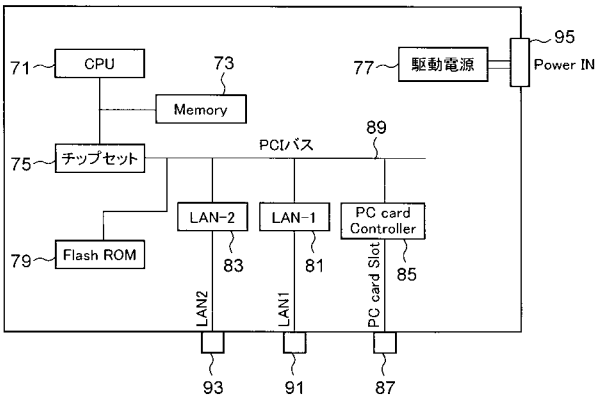 95
71
CPU
73
77
駆動電源
Power IN
Memory
75
チップセット
PCIバス
89
LAN-2
LAN-1
PC card
Controller
79
Flash ROM
83
81
85
LAN2
LAN1
PC card Slot
93
91
87